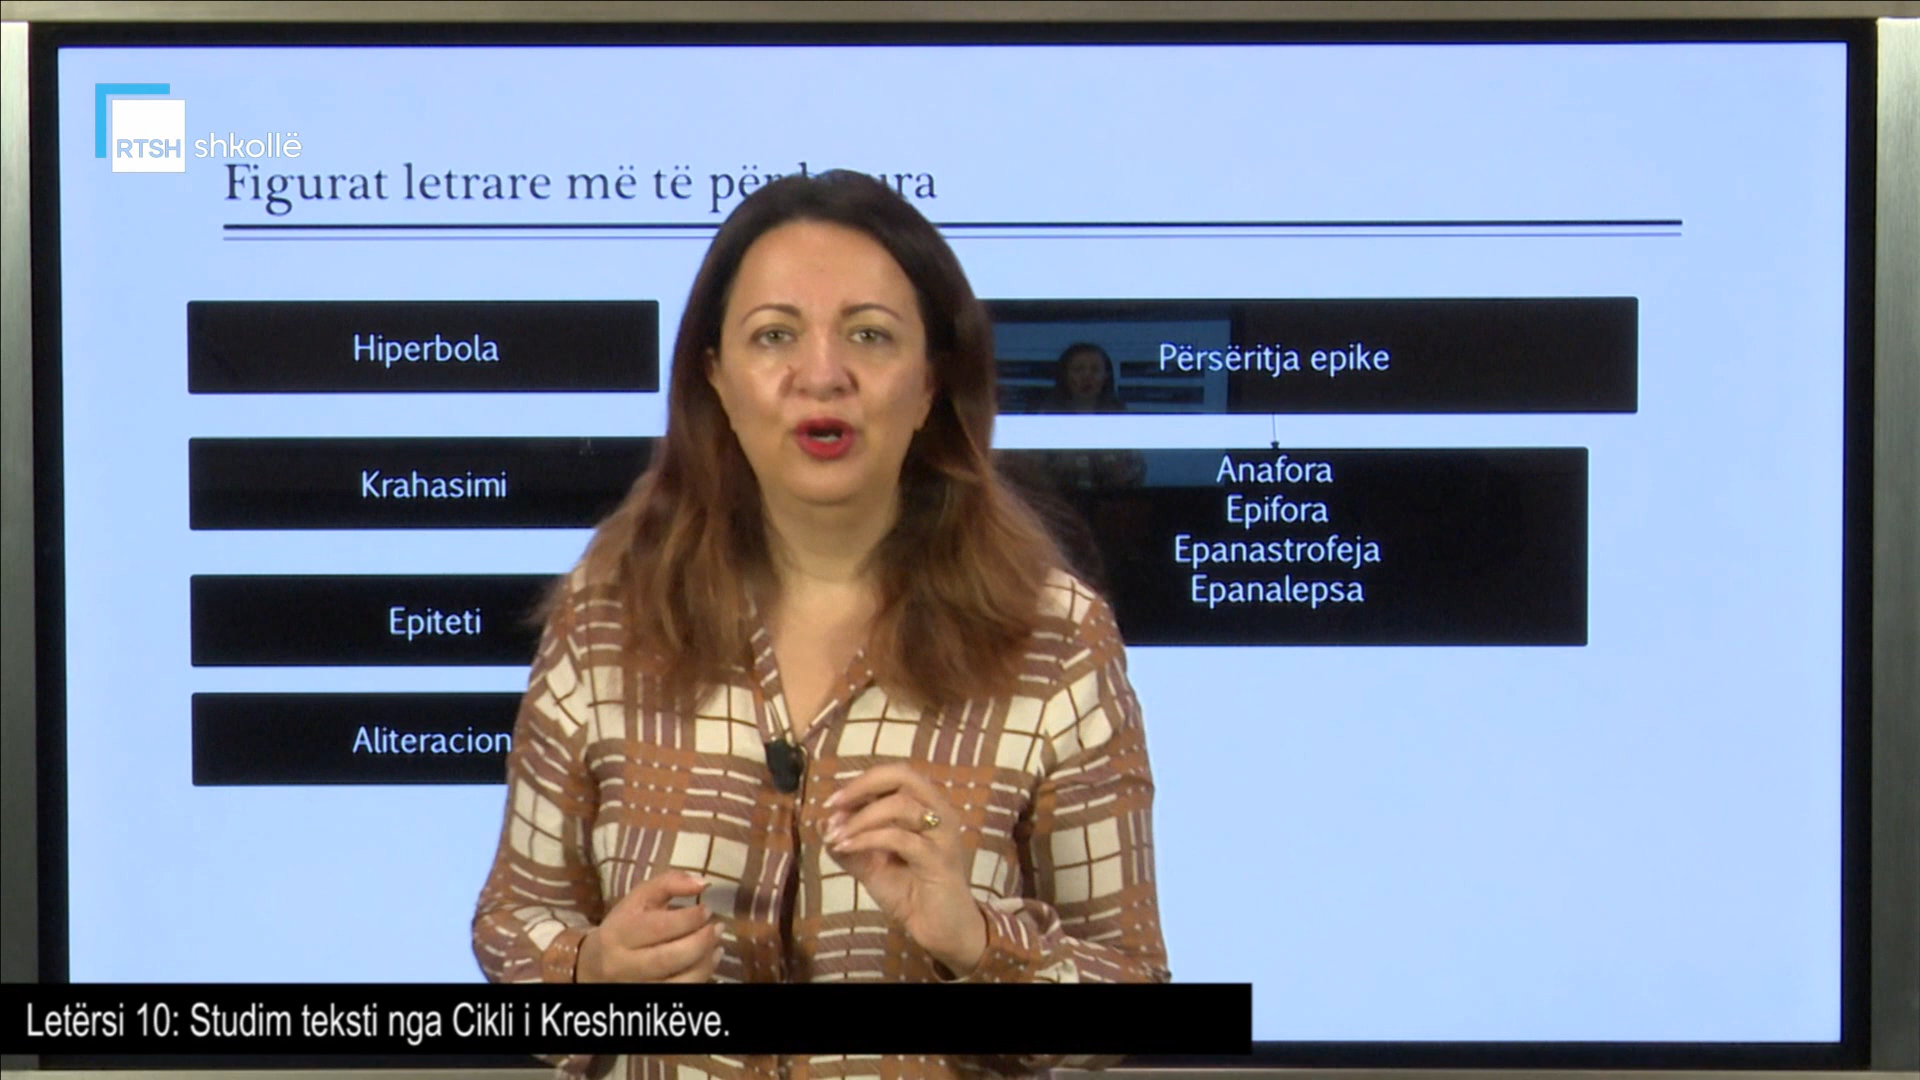 RTSH shkollë
Figurat letrare më të
Hiperbola
Krahasimi
Epiteti
Aliteracion
Përsëritja epike
Anafora
Epifora
Epanastrofeja
Epanalepsa
Letërsi 10: Studim teksti nga Cikli i Kreshnikëve.